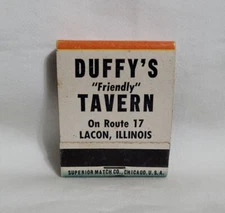 DUFFY'S
"Friendly"
TAVERN
On Route 17
LACON, ILLINOIS
SUPERIOR MATCH CO., CHICAGO, U.S.A.